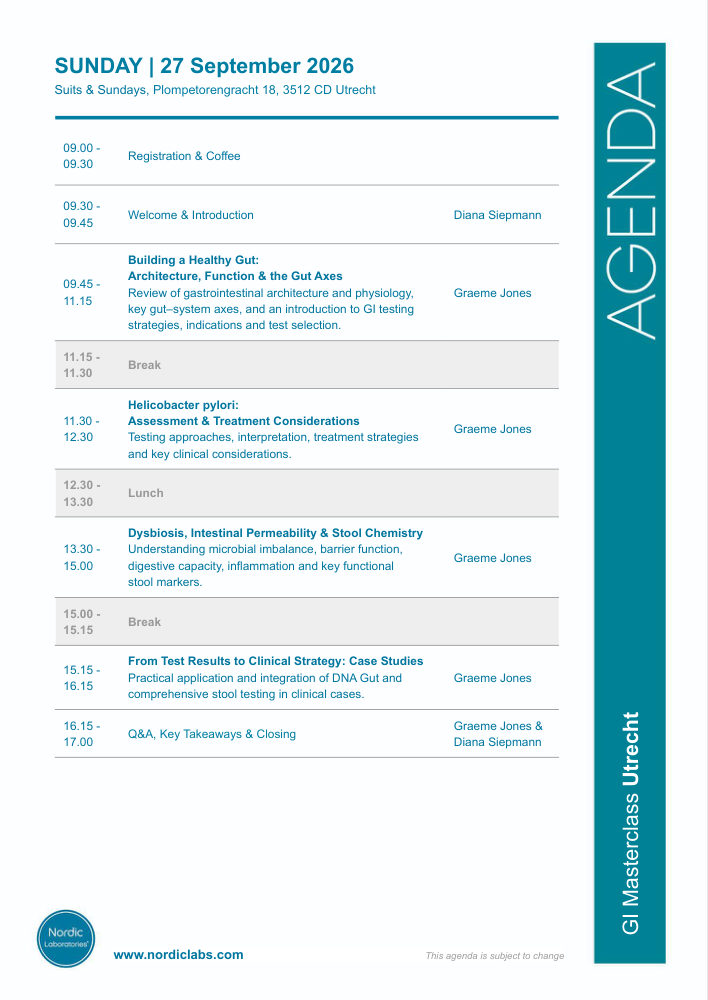 SUNDAY | 27 September 2026
Suits & Sundays, Plompetorengracht 18, 3512 CD Utrecht
09.00 -
09.30
Registration & Coffee
09.30 -
09.45
Welcome & Introduction
Diana Siepmann
09.45 -
11.15
Building a Healthy Gut:
Architecture, Function & the Gut Axes
Review of gastrointestinal architecture and physiology,
key gut–system axes, and an introduction to GI testing
strategies, indications and test selection.
Graeme Jones
11.15 -
11.30
Break
11.30 -
12.30
Helicobacter pylori:
Assessment & Treatment Considerations
Testing approaches, interpretation, treatment strategies
and key clinical considerations.
Graeme Jones
12.30 -
13.30
Lunch
13.30 -
15.00
Dysbiosis, Intestinal Permeability & Stool Chemistry
Understanding microbial imbalance, barrier function,
digestive capacity, inflammation and key functional
stool markers.
Graeme Jones
15.00 -
15.15
Break
15.15 -
16.15
From Test Results to Clinical Strategy: Case Studies
Practical application and integration of DNA Gut and
comprehensive stool testing in clinical cases.
Graeme Jones
16.15 -
17.00
Q&A, Key Takeaways & Closing
Graeme Jones &
Diana Siepmann
AGENDA
GI Masterclass Utrecht
Nordic
Laboratories®
www.nordiclabs.com
This agenda is subject to change